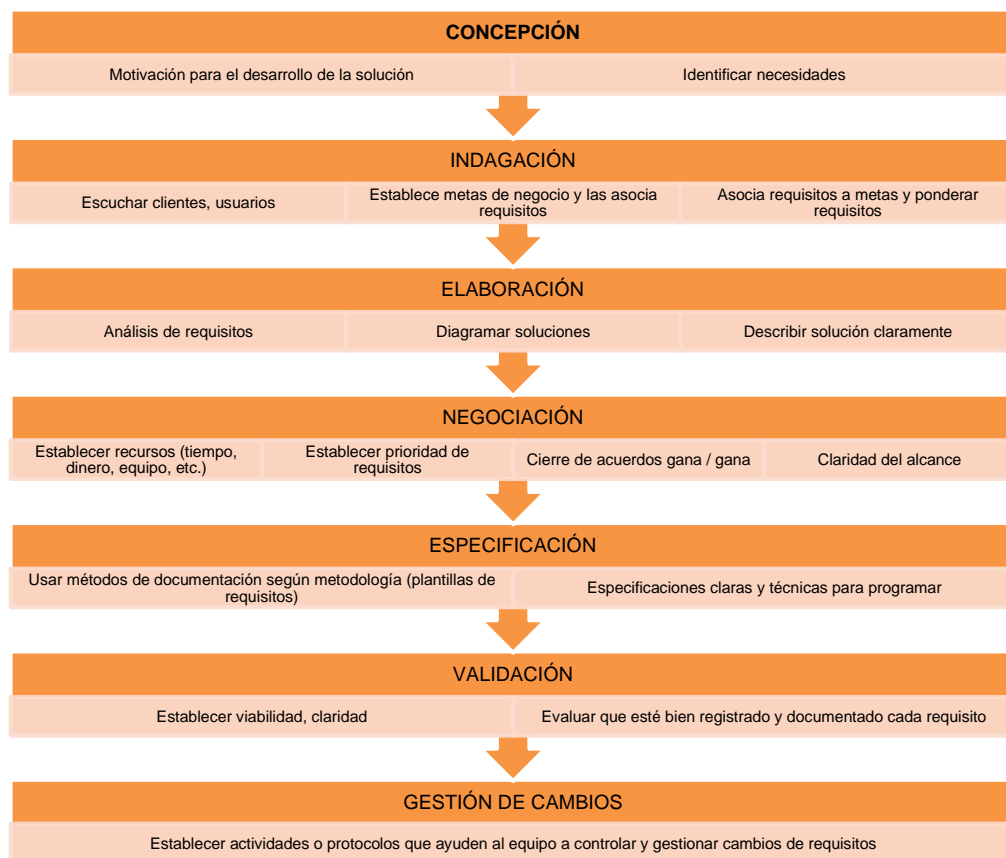 CONCEPCIÓN
Motivación para el desarrollo de la solución
Identificar necesidades
INDAGACIÓN
Escuchar clientes, usuarios
Establece metas de negocio y las asocia
requisitos
Asocia requisitos a metas y ponderar
requisitos
ELABORACIÓN
Análisis de requisitos
Diagramar soluciones
Describir solución claramente
NEGOCIACIÓN
Establecer recursos (tiempo,
dinero, equipo, etc.)
Establecer prioridad de
requisitos
Cierre de acuerdos gana / gana
Claridad del alcance
ESPECIFICACIÓN
Usar métodos de documentación según metodología (plantillas de
requisitos)
Especificaciones claras y técnicas para programar
VALIDACIÓN
Establecer viabilidad, claridad
Evaluar que esté bien registrado y documentado cada requisito
GESTIÓN DE CAMBIOS
Establecer actividades o protocolos que ayuden al equipo a controlar y gestionar cambios de requisitos